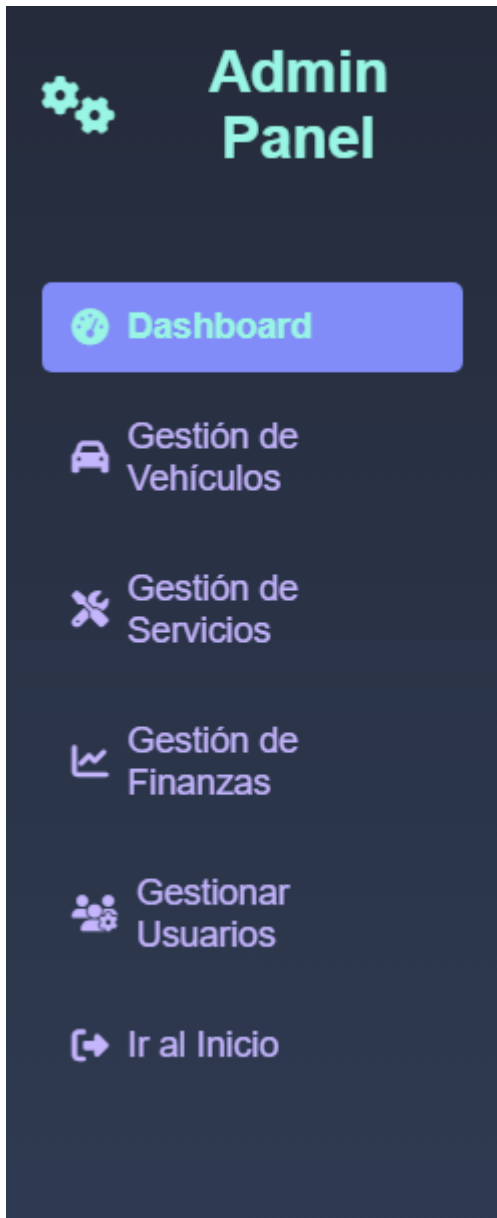 Admin
Panel
Dashboard
Gestión de
Vehículos
Gestión de
Servicios
Gestión de
Finanzas
Gestionar
Usuarios
Ir al Inicio